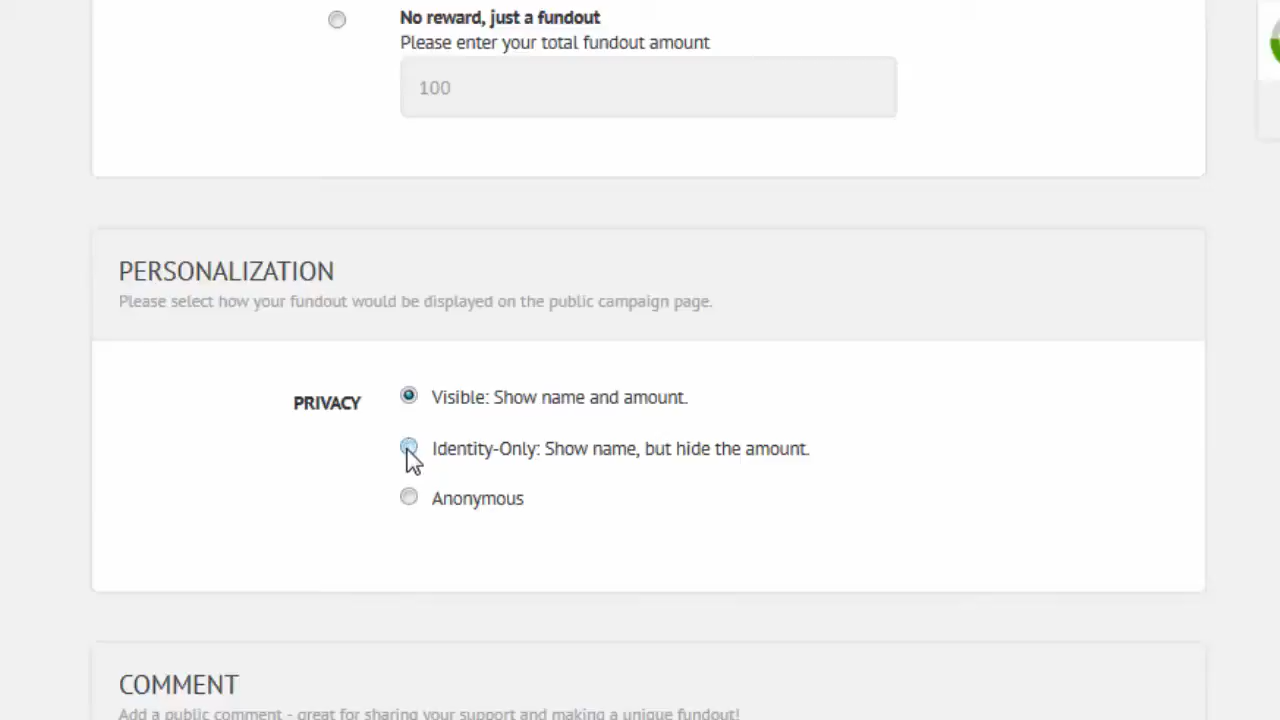 No reward, just a fundout
Please enter your total fundout amount
100
PERSONALIZATION
Please select how your fundout would be displayed on the public campaign page.
PRIVACY
Visible: Show name and amount.
Identity-Only: Show name, but hide the amount.
Anonymous
COMMENT
Add a public comment - great for sharing your support and making a unique fundout!